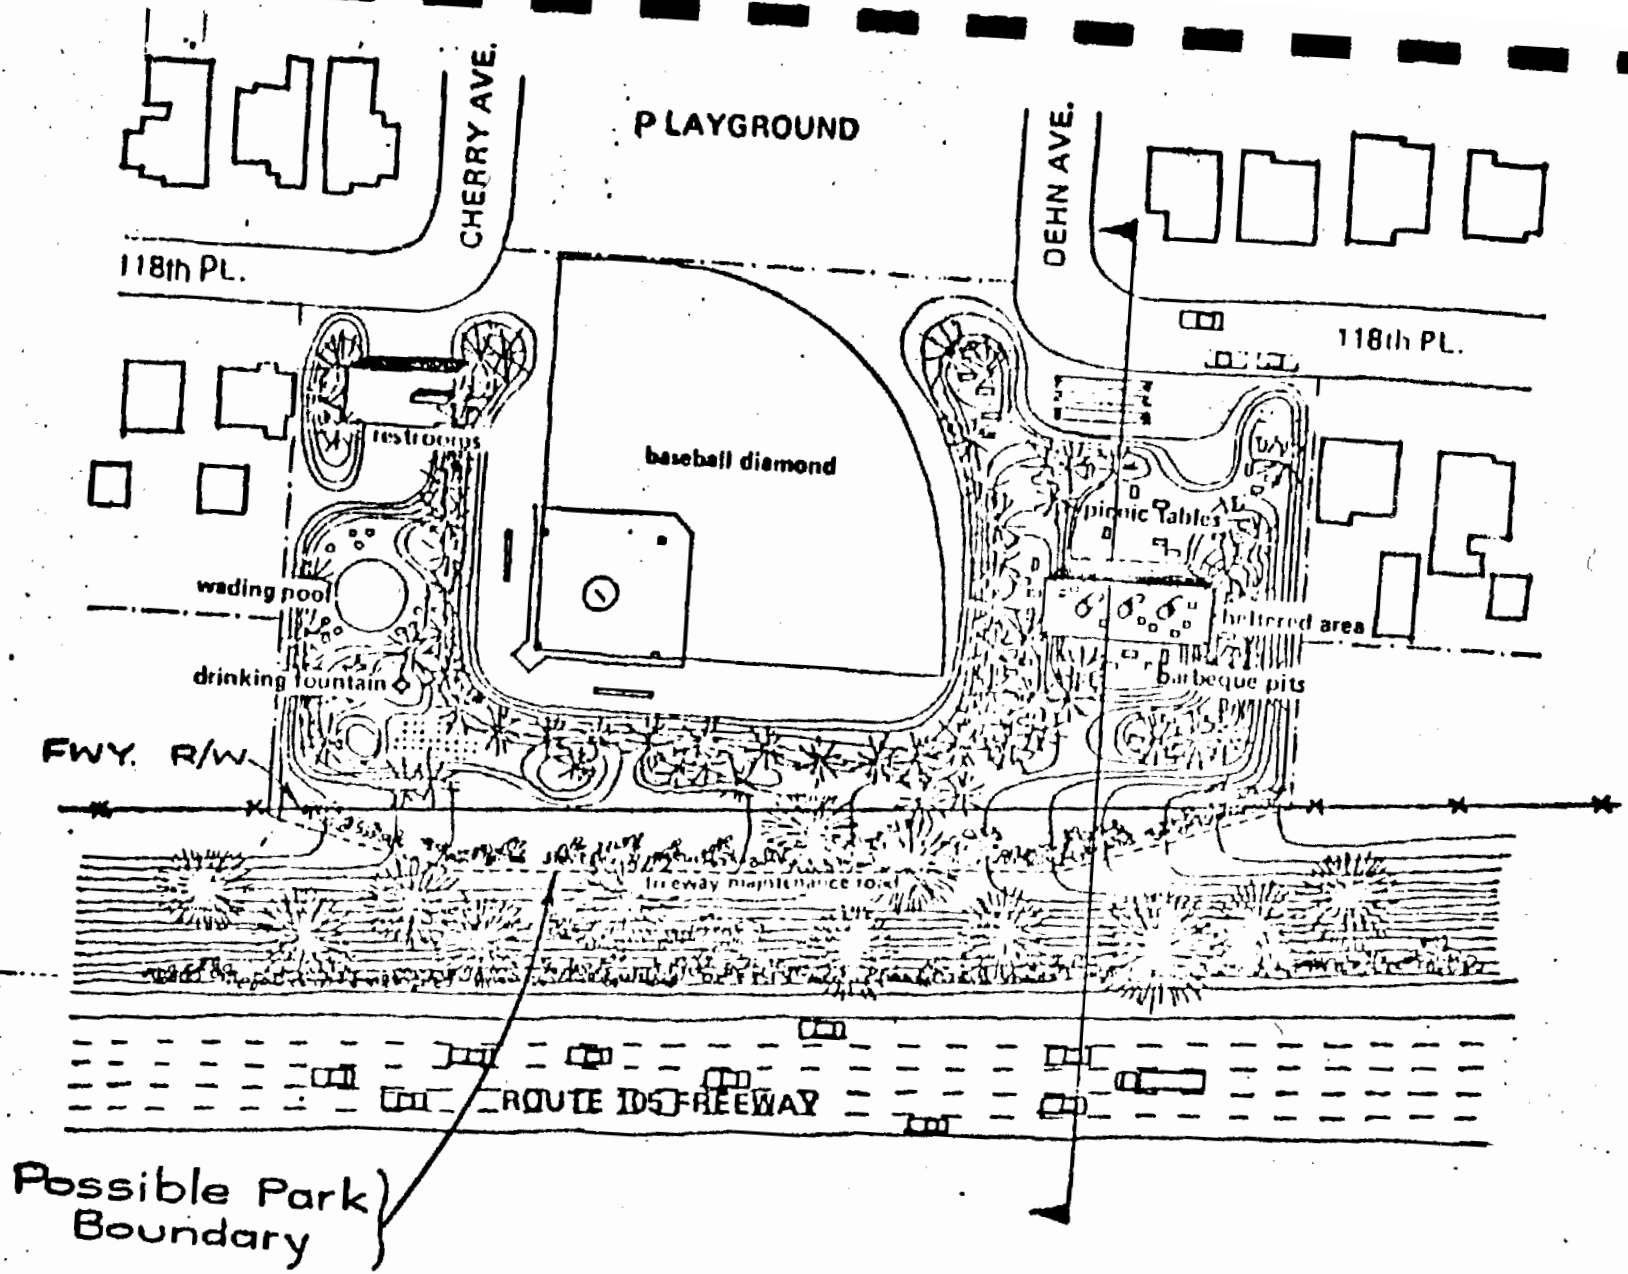 CHERRY AVE.
PLAYGROUND
DEHN AVE.
118th PL.
118th PL.
restrooms
baseball diamond
picnic tables
wading pool
heltered area
drinking fountain
barbeque pits
FWY. R/W
freeway maintenance road
ROUTE 105 FREEWAY
Possible Park
Boundary